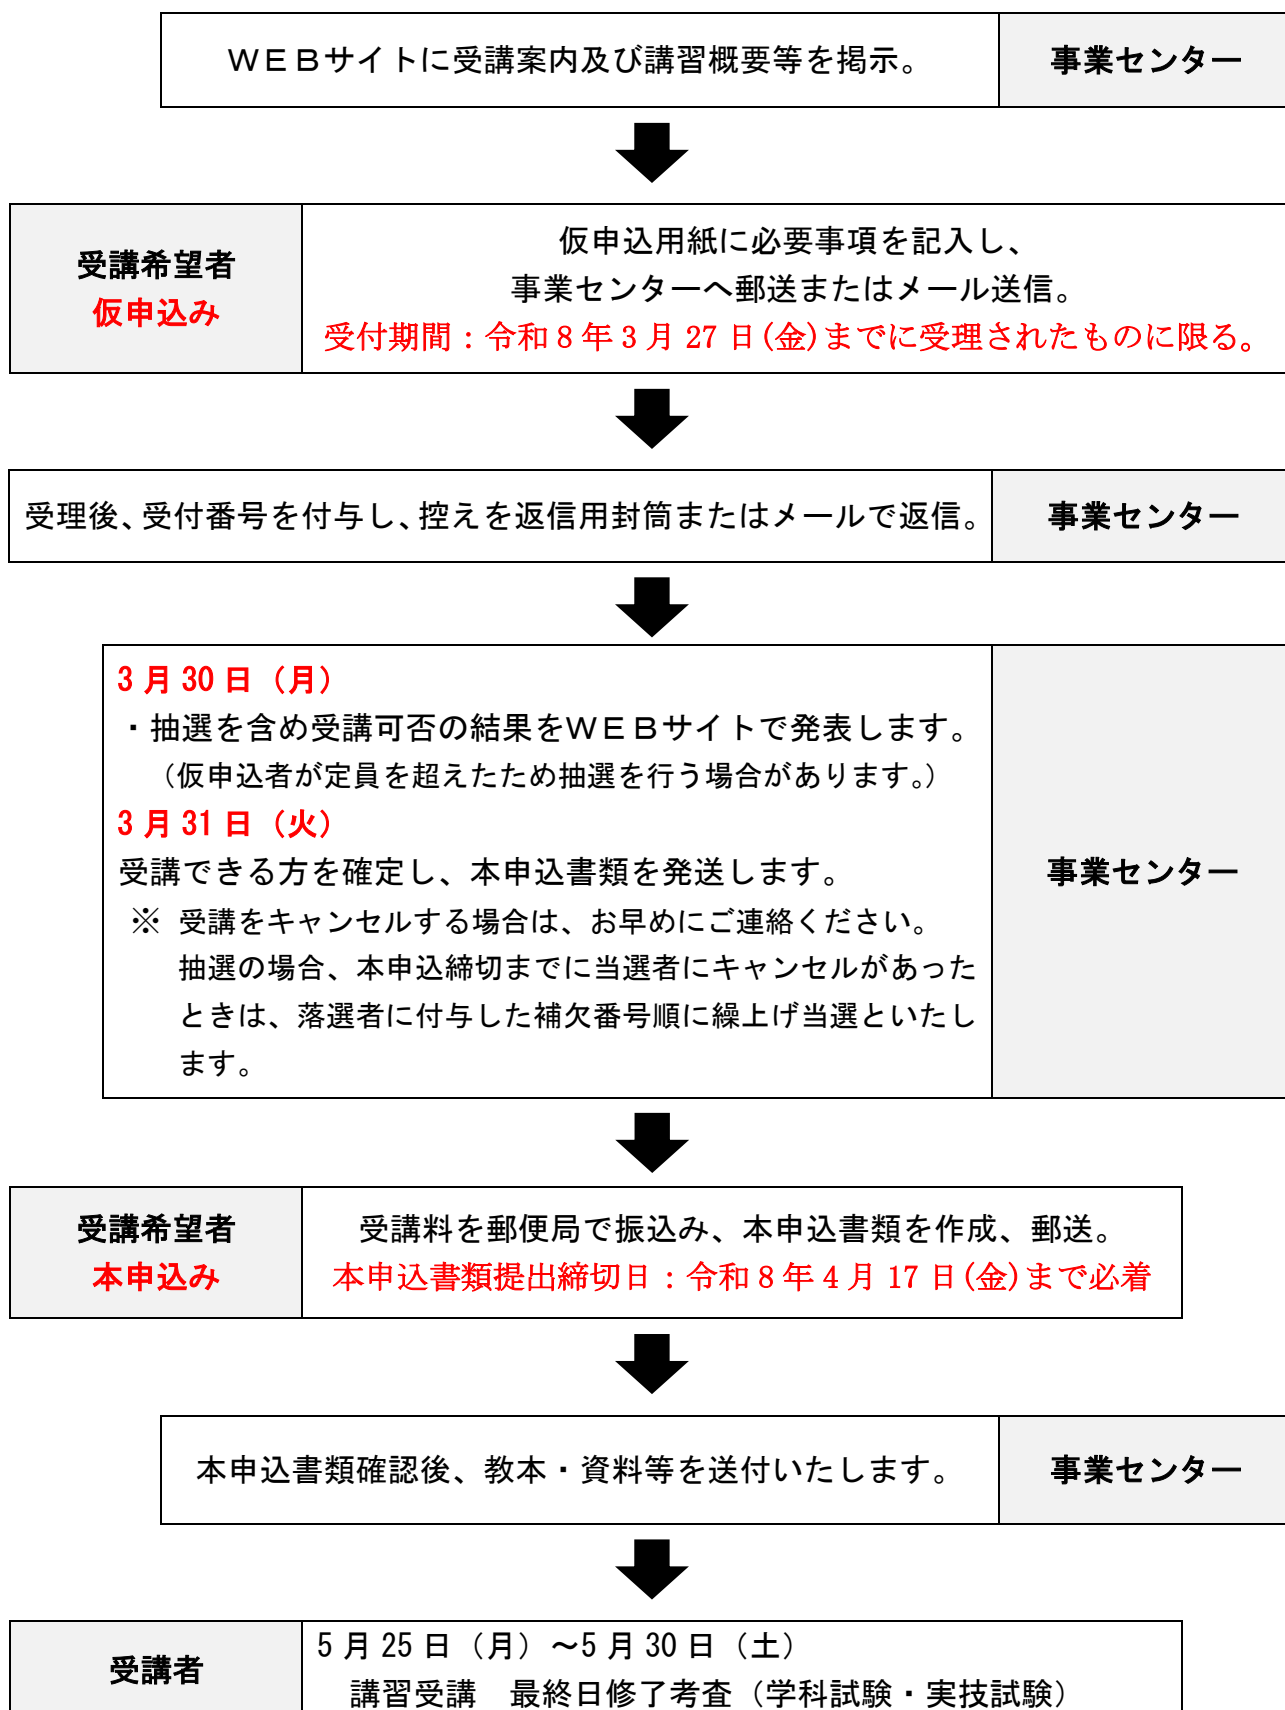 ＷＥＢサイトに受講案内及び講習概要等を掲示。
事業センター
受講希望者
仮申込み
仮申込用紙に必要事項を記入し、
事業センターへ郵送またはメール送信。
受付期間：令和８年３月 27 日(金)までに受理されたものに限る。
受理後、受付番号を付与し、控えを返信用封筒またはメールで返信。
事業センター
3 月 30 日（月）
・抽選を含め受講可否の結果をＷＥＢサイトで発表します。
（仮申込者が定員を超えたため抽選を行う場合があります。）
3 月 31 日（火）
受講できる方を確定し、本申込書類を発送します。
※ 受講をキャンセルする場合は、お早めにご連絡ください。
抽選の場合、本申込締切までに当選者にキャンセルがあった
ときは、落選者に付与した補欠番号順に繰上げ当選といたし
ます。
事業センター
受講希望者
本申込み
受講料を郵便局で振込み、本申込書類を作成、郵送。
本申込書類提出締切日：令和８年４月 17 日(金)まで必着
本申込書類確認後、教本・資料等を送付いたします。
事業センター
受講者
5 月 25 日（月）～5 月 30 日（土）
講習受講　最終日修了考査（学科試験・実技試験）